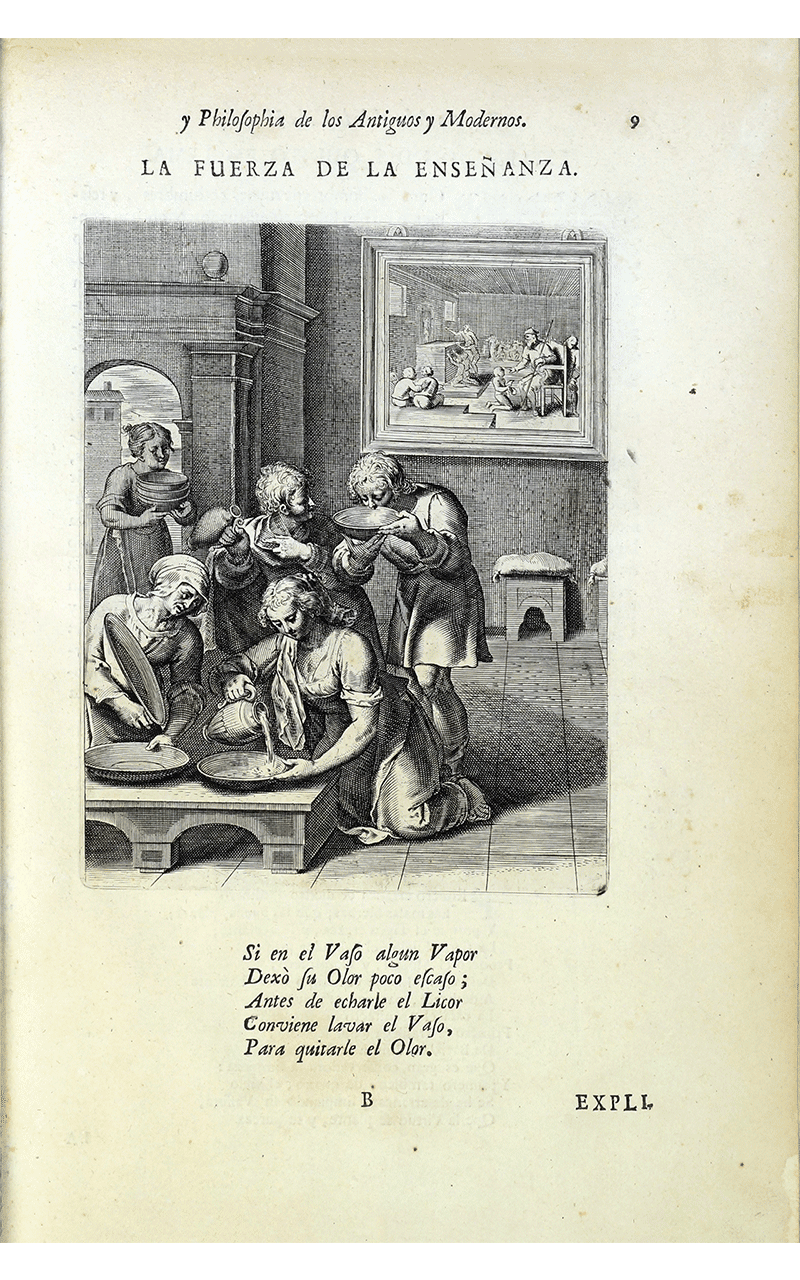 y Philoſophia de los Antiguos y Modernos. 9
LA FUERZA DE LA ENSEÑANZA.
Si en el Vaſo algun Vapor
Dexò ſu Olor poco eſcaſo;
Antes de echarle el Licor
Conviene lavar el Vaſo,
Para quitarle el Olor.
B EXPLI-